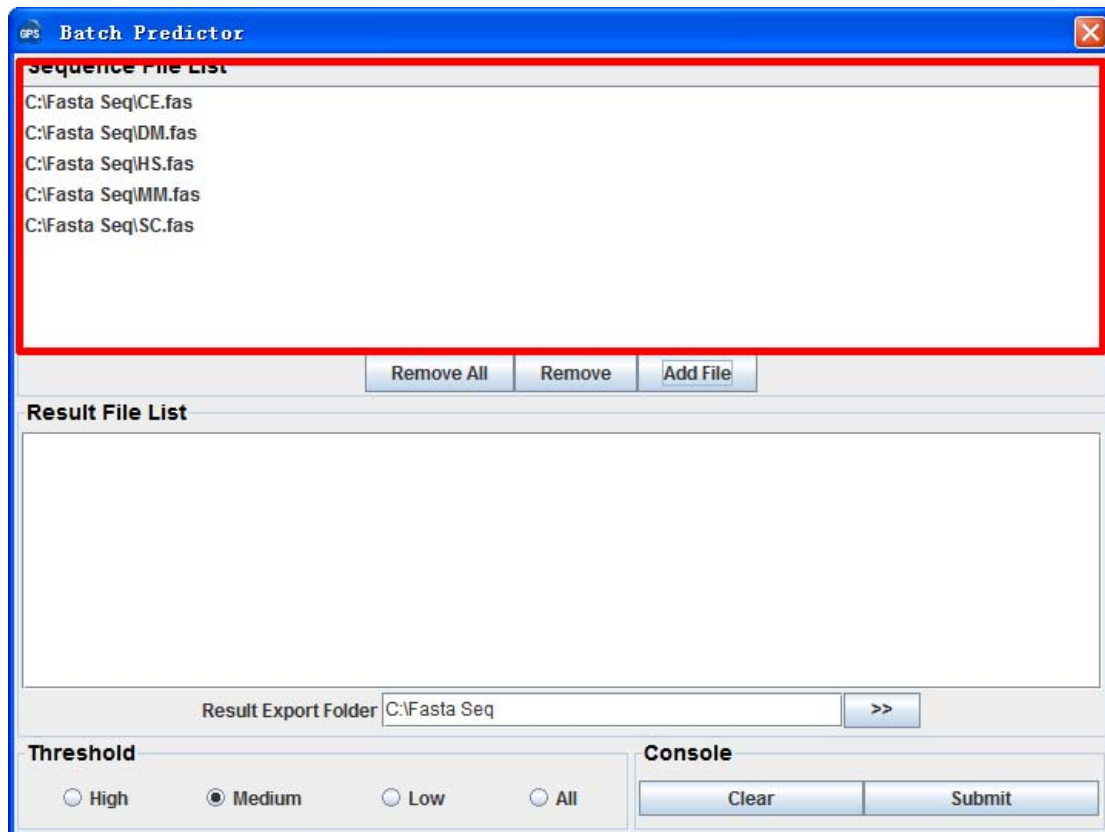 GPS Batch Predictor
Sequence File List
C:\Fasta Seq\CE.fas
C:\Fasta Seq\DM.fas
C:\Fasta Seq\HS.fas
C:\Fasta Seq\MM.fas
C:\Fasta Seq\SC.fas
Remove All Remove Add File
Result File List
Result Export Folder C:\Fasta Seq >>
Threshold Console
High Medium Low All Clear Submit